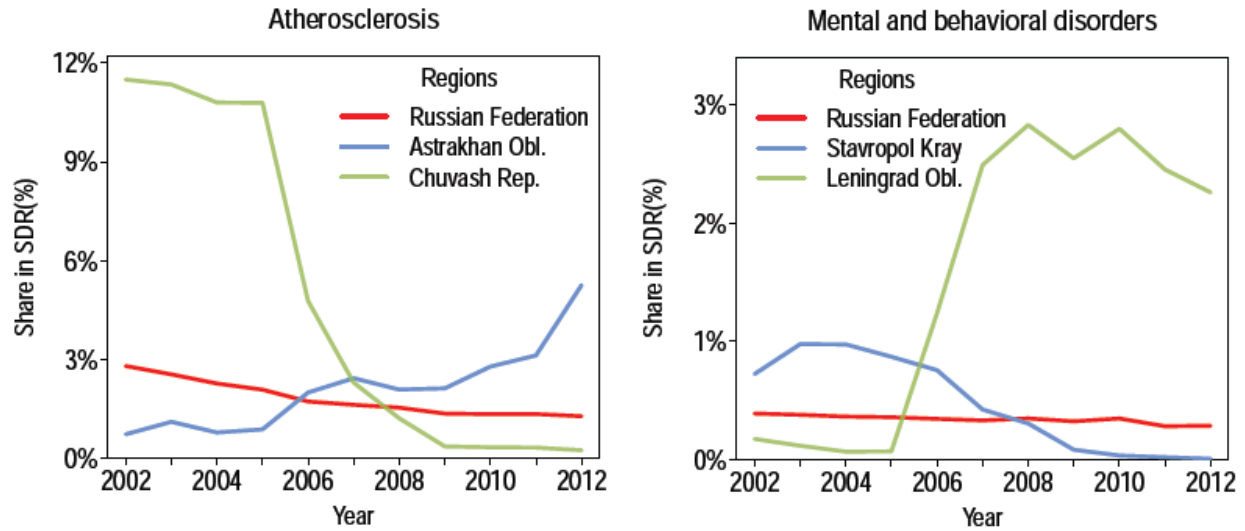 Atherosclerosis
Share in SDR(%)
12%
9%
6%
3%
0%
Regions
Russian Federation
Astrakhan Obl.
Chuvash Rep.
2002 2004 2006 2008 2010 2012
Year
Mental and behavioral disorders
Share in SDR(%)
3%
2%
1%
0%
Regions
Russian Federation
Stavropol Kray
Leningrad Obl.
2002 2004 2006 2008 2010 2012
Year